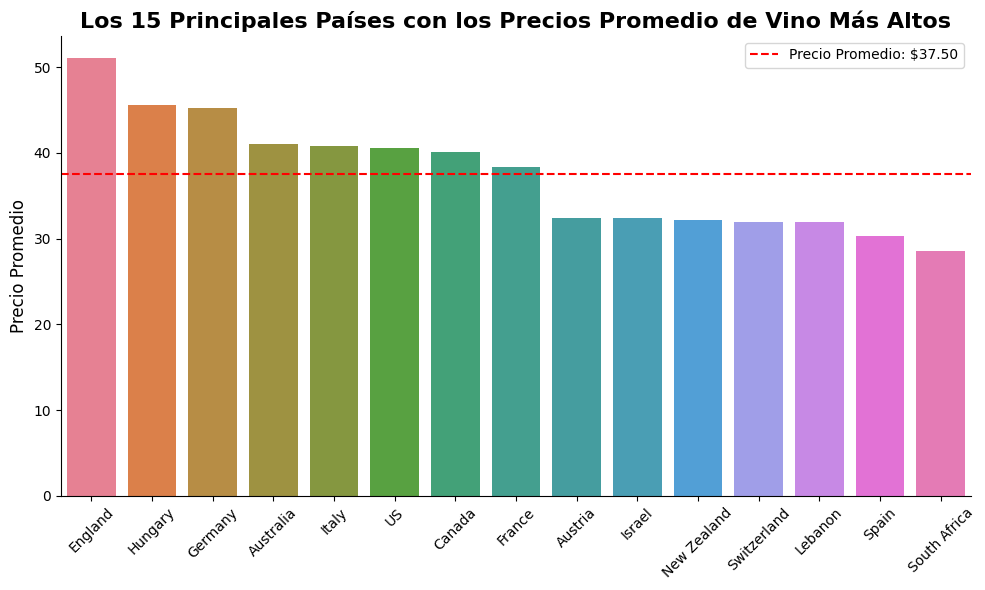 Los 15 Principales Países con los Precios Promedio de Vino Más Altos
Precio Promedio: $37.50
Precio Promedio
50
40
30
20
10
0
England
Hungary
Germany
Australia
Italy
US
Canada
France
Austria
Israel
New Zealand
Switzerland
Lebanon
Spain
South Africa